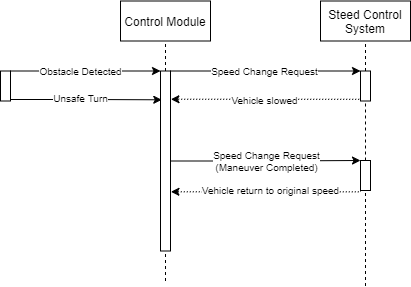 Control Module
Steed Control
System
Obstacle Detected
Speed Change Request
Unsafe Turn
Vehicle slowed
Speed Change Request
(Maneuver Completed)
Vehicle return to original speed